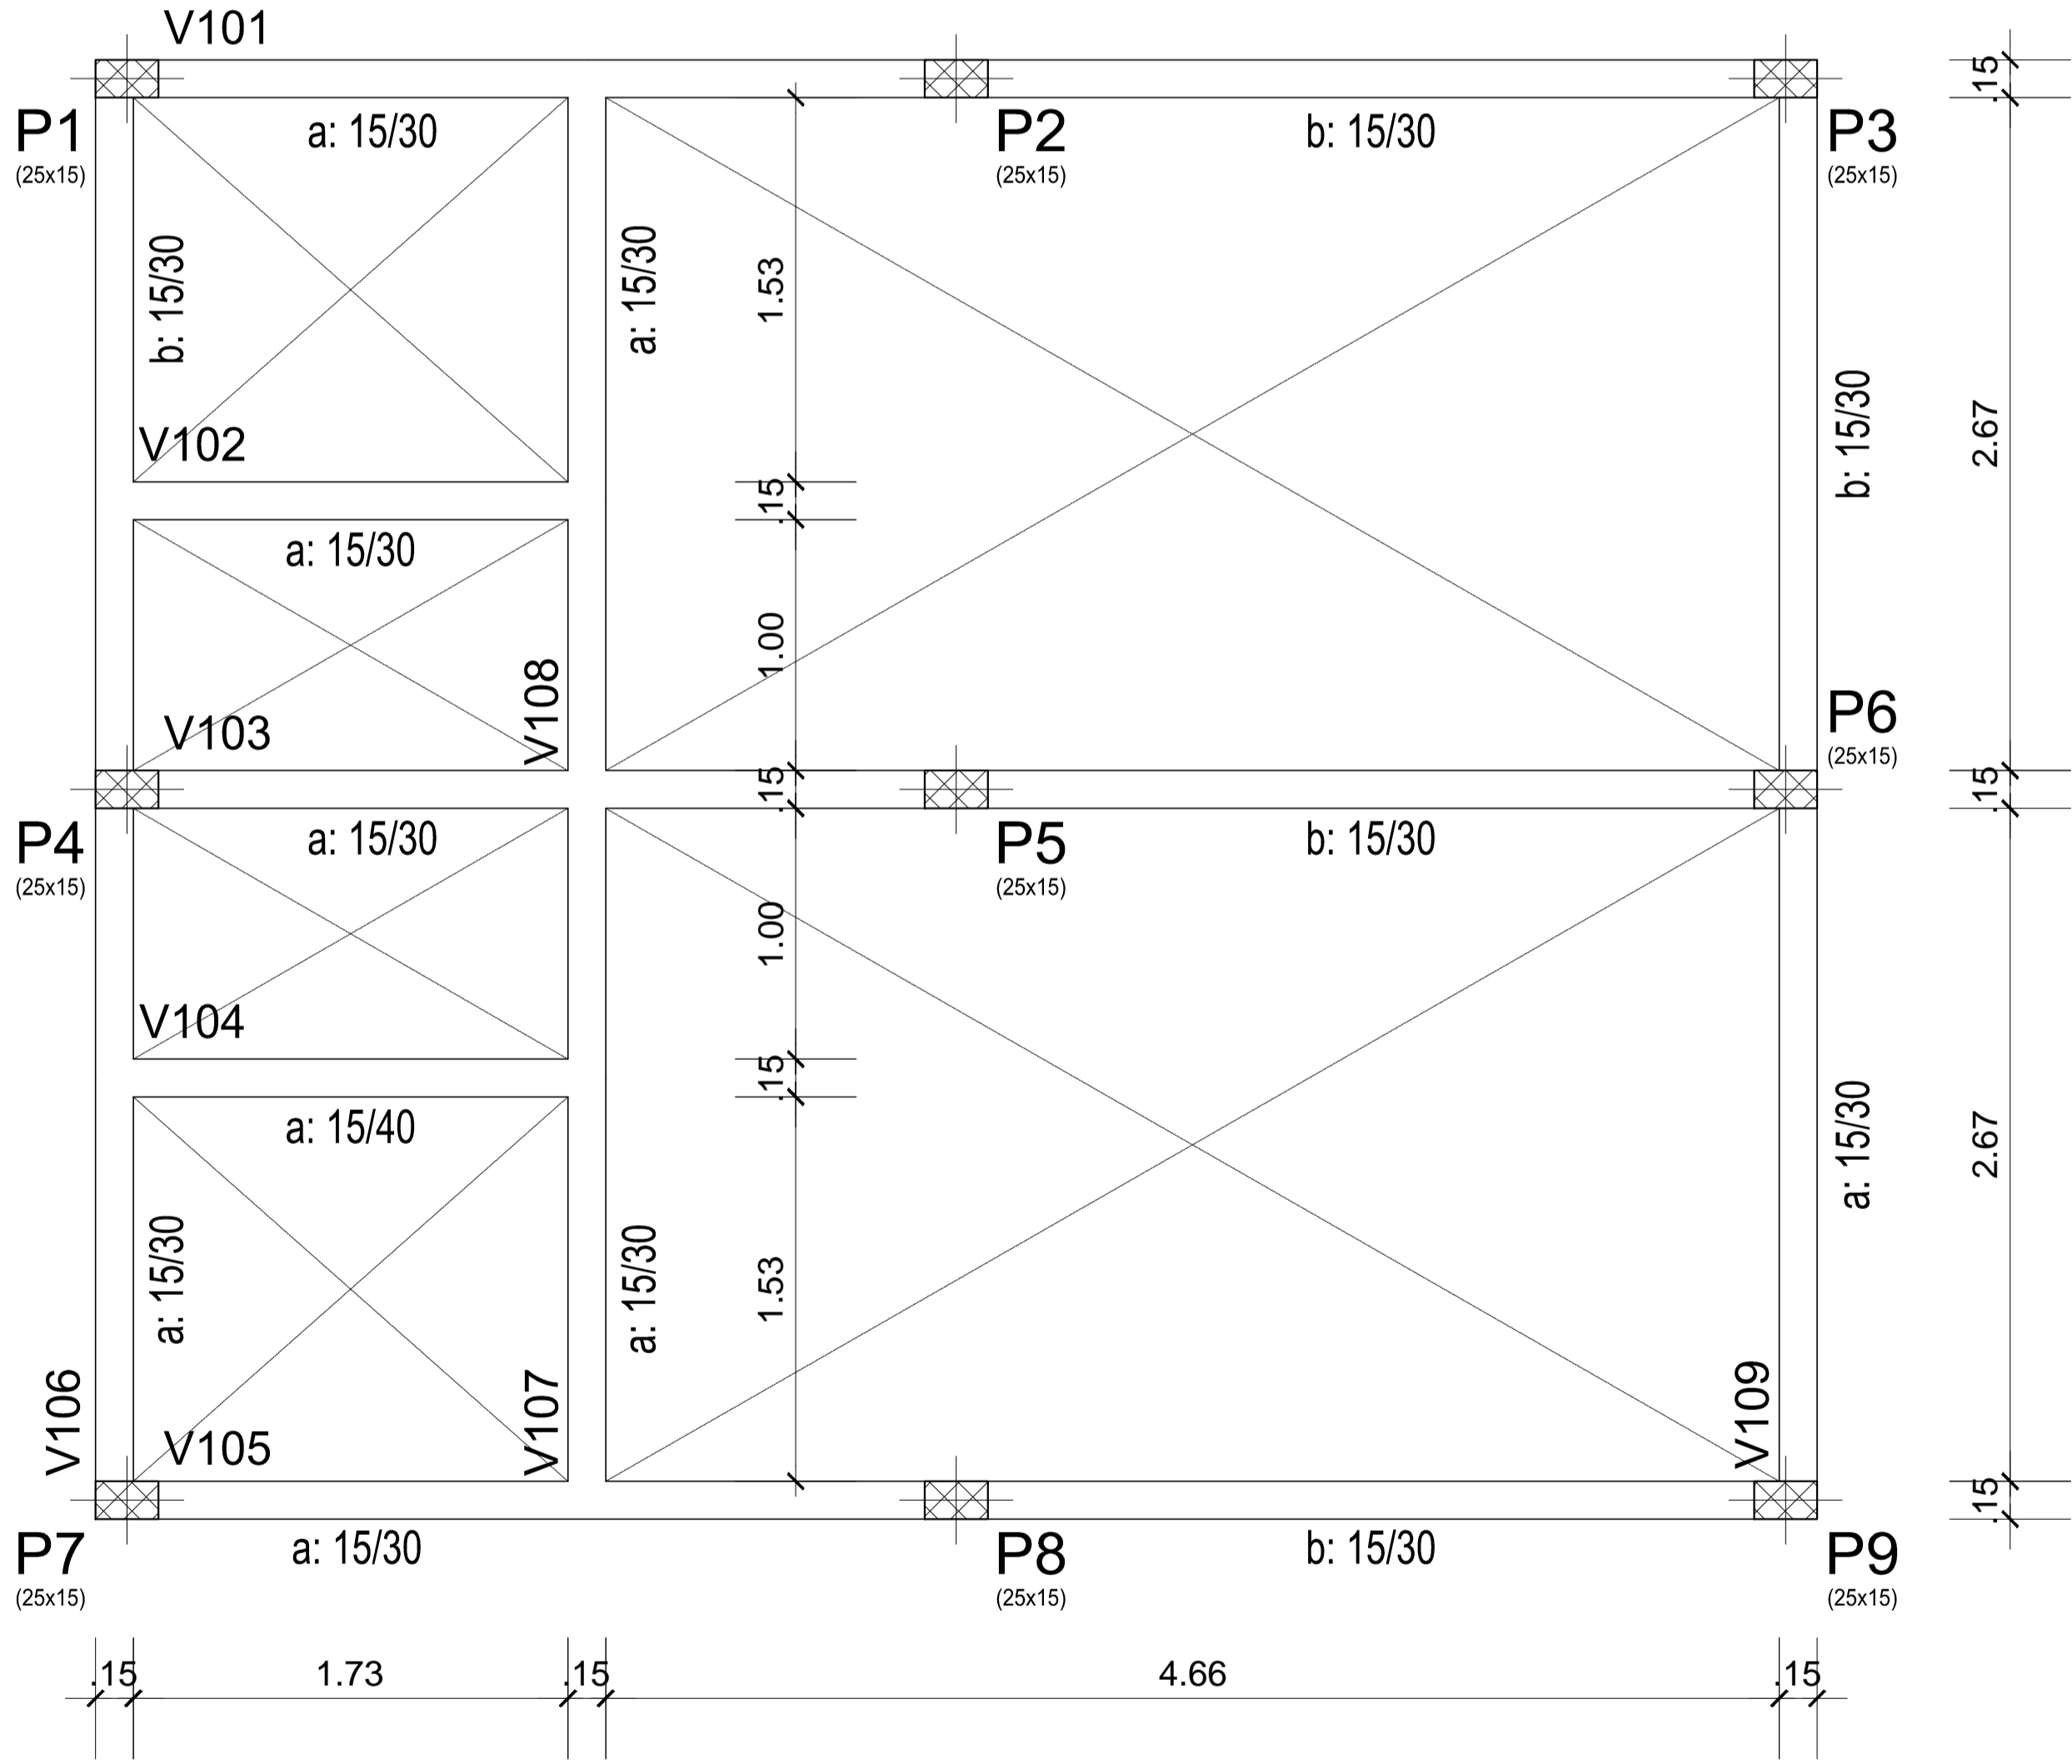 V101
.15
P1
(25x15)
a: 15/30
P2
(25x15)
b: 15/30
P3
(25x15)
b: 15/30
a: 15/30
1.53
b: 15/30
2.67
V102
.15
a: 15/30
1.00
V108
V103
P6
(25x15)
.15
.15
P4
(25x15)
a: 15/30
P5
(25x15)
b: 15/30
1.00
V104
.15
a: 15/40
a: 15/30
2.67
a: 15/30
a: 15/30
1.53
V106
V105
V107
V109
.15
P7
(25x15)
a: 15/30
P8
(25x15)
b: 15/30
P9
(25x15)
.15
1.73
.15
4.66
.15